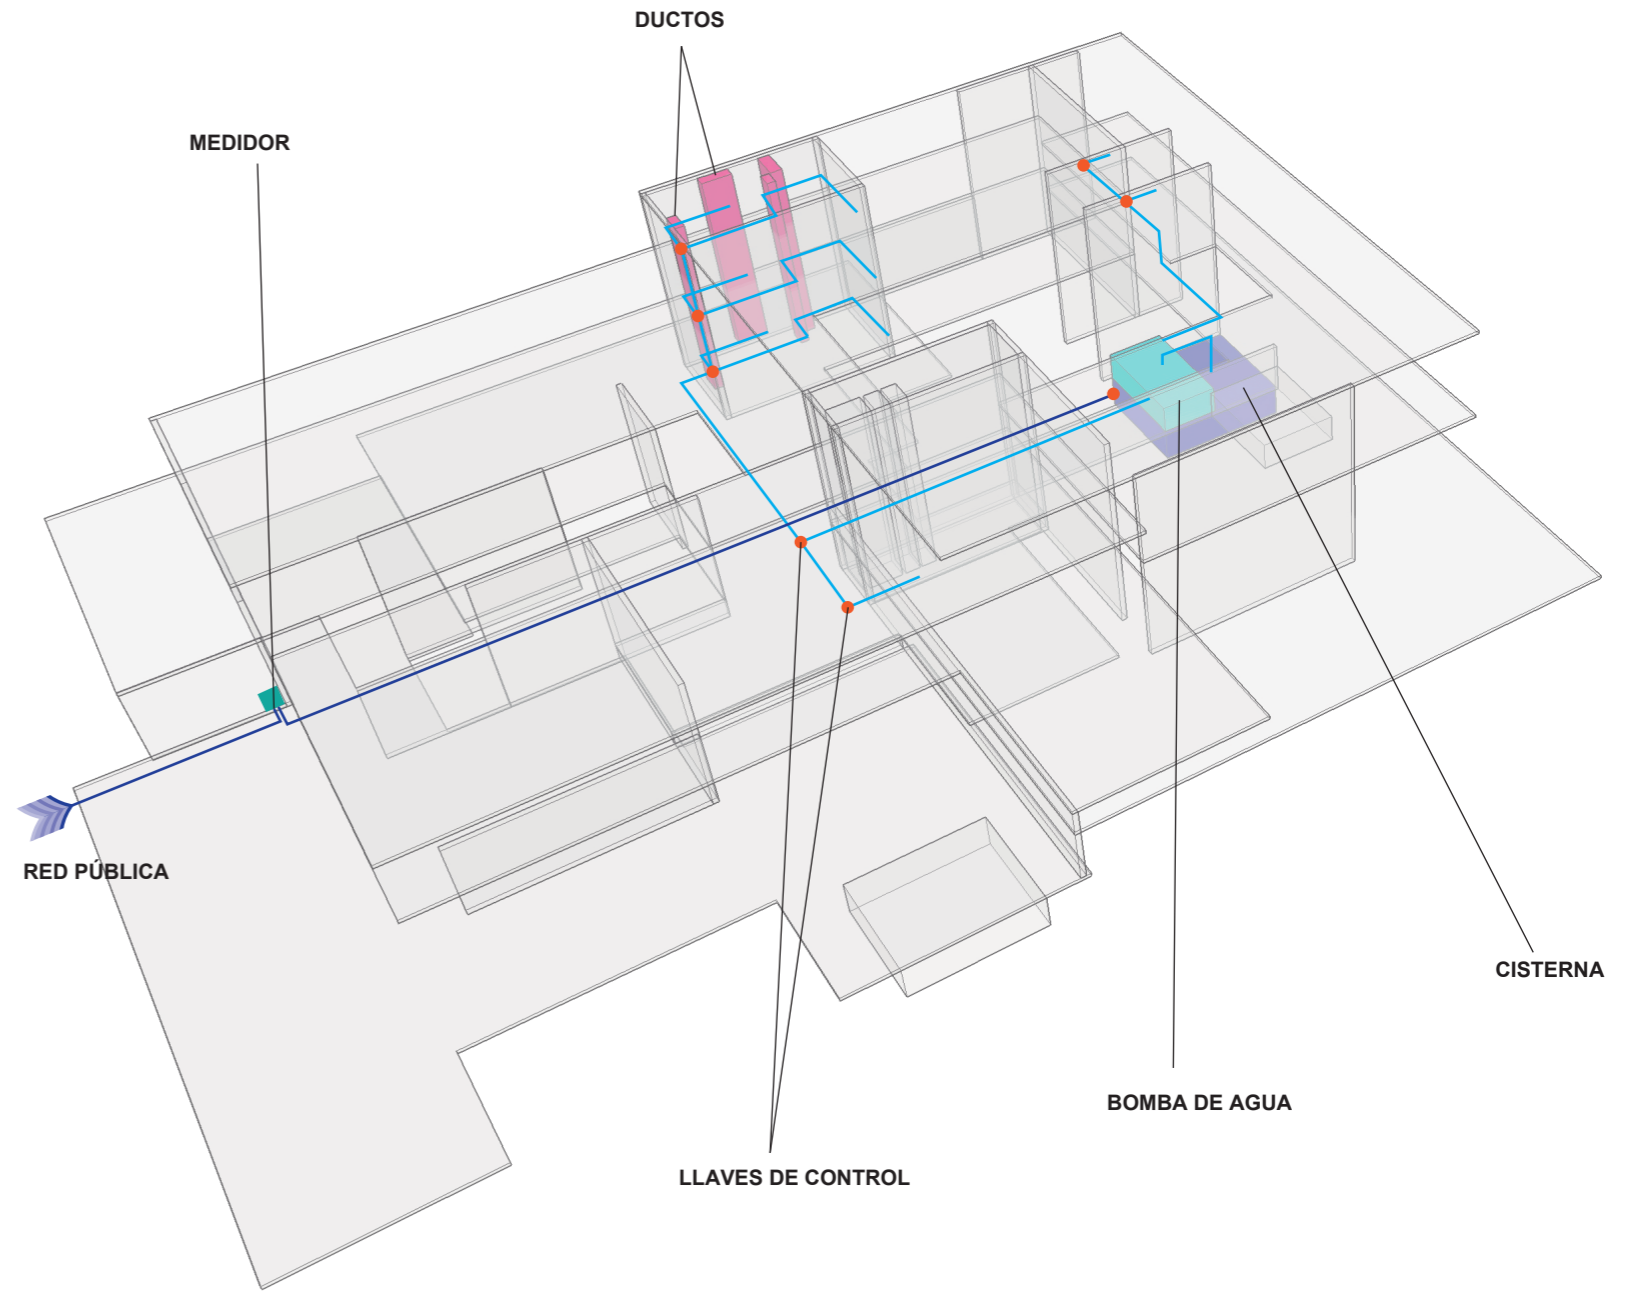 DUCTOS
MEDIDOR
RED PÚBLICA
CISTERNA
BOMBA DE AGUA
LLAVES DE CONTROL